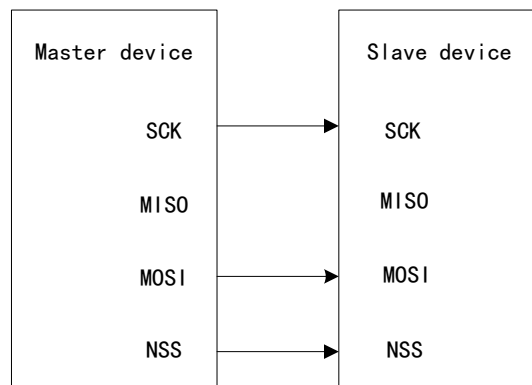 Master device
Slave device
SCK
SCK
MISO
MISO
MOSI
MOSI
NSS
NSS